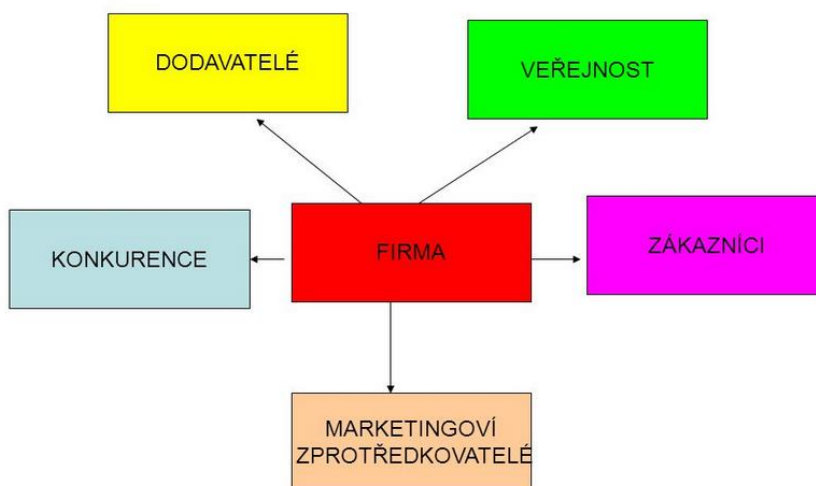 DODAVATELÉ
VEŘEJNOST
KONKURENCE
FIRMA
ZÁKAZNÍCI
MARKETINGOVÍ
ZPROTŘEDKOVATELÉ